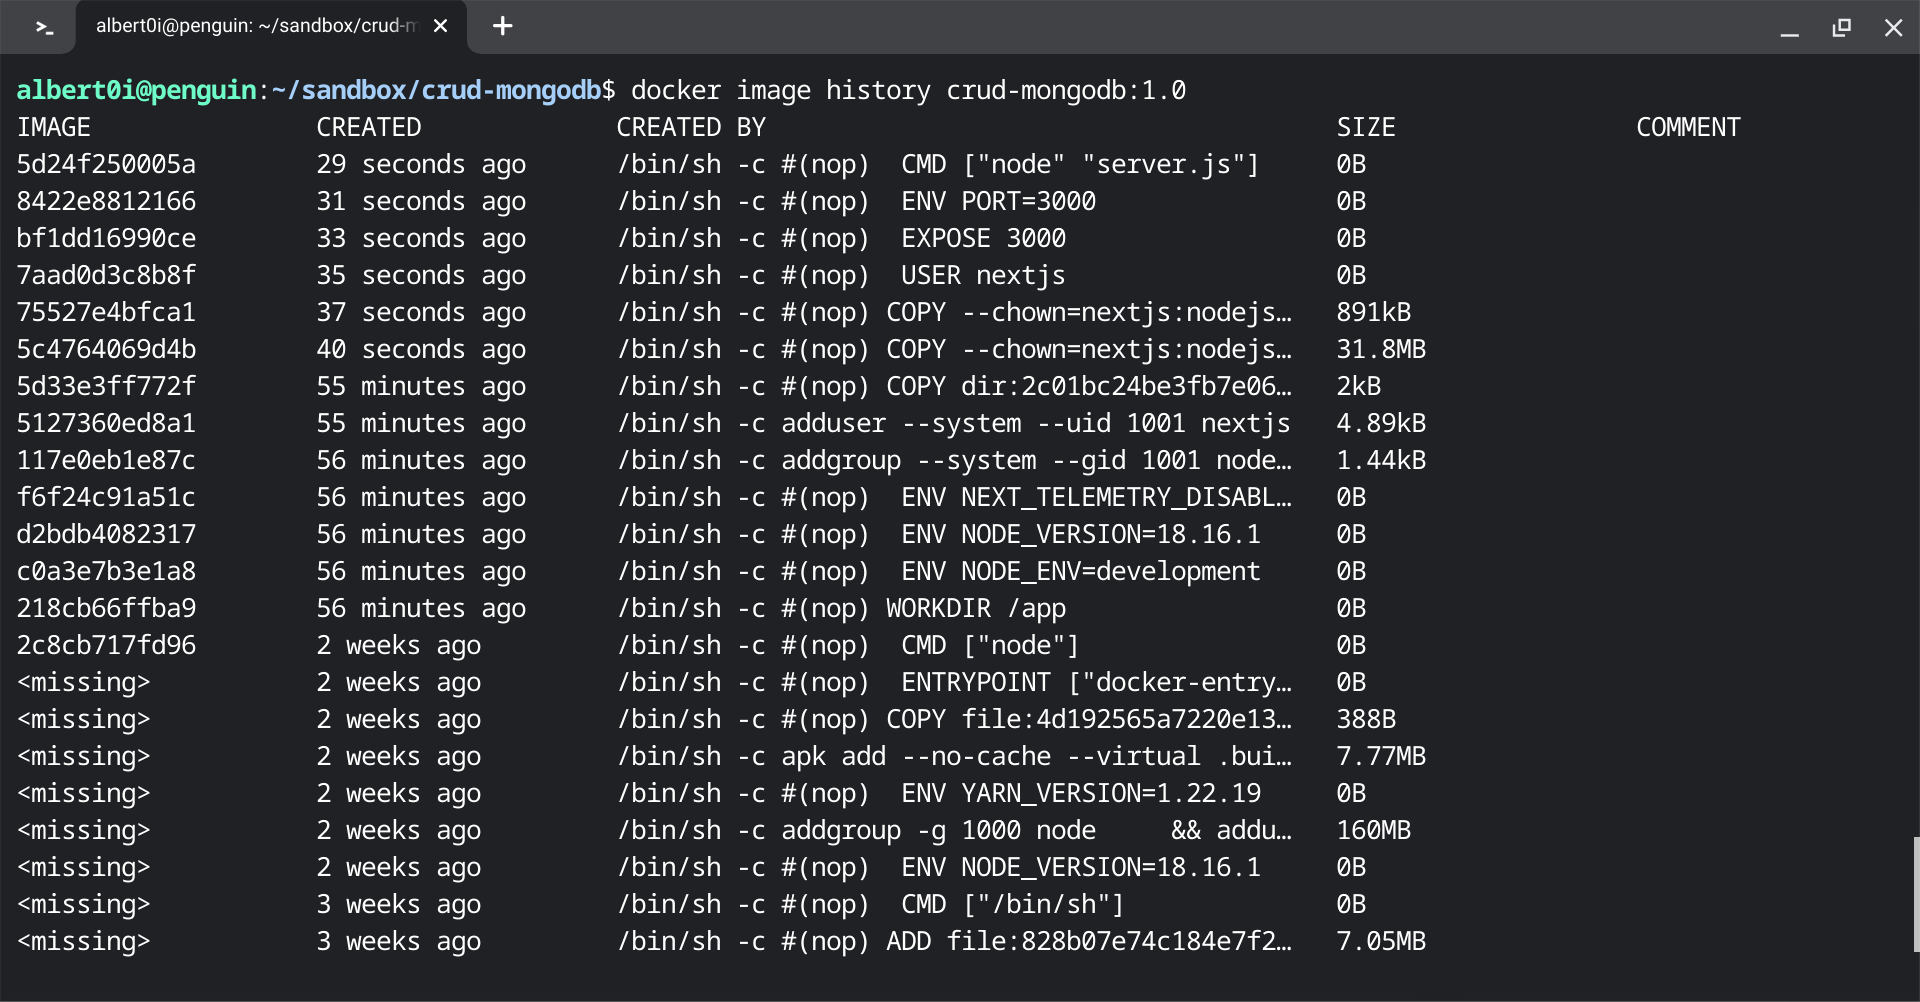 albert0i@penguin: ~/sandbox/crud-m
albert0i@penguin:~/sandbox/crud-mongodb$ docker image history crud-mongodb:1.0
IMAGE CREATED CREATED BY SIZE COMMENT
5d24f250005a 29 seconds ago /bin/sh -c #(nop)  CMD ["node" "server.js"] 0B
8422e8812166 31 seconds ago /bin/sh -c #(nop)  ENV PORT=3000 0B
bf1dd16990ce 33 seconds ago /bin/sh -c #(nop)  EXPOSE 3000 0B
7aad0d3c8b8f 35 seconds ago /bin/sh -c #(nop)  USER nextjs 0B
75527e4bfca1 37 seconds ago /bin/sh -c #(nop) COPY --chown=nextjs:nodejs… 891kB
5c4764069d4b 40 seconds ago /bin/sh -c #(nop) COPY --chown=nextjs:nodejs… 31.8MB
5d33e3ff772f 55 minutes ago /bin/sh -c #(nop) COPY dir:2c01bc24be3fb7e06… 2kB
5127360ed8a1 55 minutes ago /bin/sh -c adduser --system --uid 1001 nextjs 4.89kB
117e0eb1e87c 56 minutes ago /bin/sh -c addgroup --system --gid 1001 node… 1.44kB
f6f24c91a51c 56 minutes ago /bin/sh -c #(nop)  ENV NEXT_TELEMETRY_DISABL… 0B
d2bdb4082317 56 minutes ago /bin/sh -c #(nop)  ENV NODE_VERSION=18.16.1 0B
c0a3e7b3e1a8 56 minutes ago /bin/sh -c #(nop)  ENV NODE_ENV=development 0B
218cb66ffba9 56 minutes ago /bin/sh -c #(nop) WORKDIR /app 0B
2c8cb717fd96 2 weeks ago /bin/sh -c #(nop)  CMD ["node"] 0B
<missing> 2 weeks ago /bin/sh -c #(nop)  ENTRYPOINT ["docker-entry… 0B
<missing> 2 weeks ago /bin/sh -c #(nop) COPY file:4d192565a7220e13… 388B
<missing> 2 weeks ago /bin/sh -c apk add --no-cache --virtual .bui… 7.77MB
<missing> 2 weeks ago /bin/sh -c #(nop)  ENV YARN_VERSION=1.22.19 0B
<missing> 2 weeks ago /bin/sh -c addgroup -g 1000 node     && addu… 160MB
<missing> 2 weeks ago /bin/sh -c #(nop)  ENV NODE_VERSION=18.16.1 0B
<missing> 3 weeks ago /bin/sh -c #(nop)  CMD ["/bin/sh"] 0B
<missing> 3 weeks ago /bin/sh -c #(nop) ADD file:828b07e74c184e7f2… 7.05MB